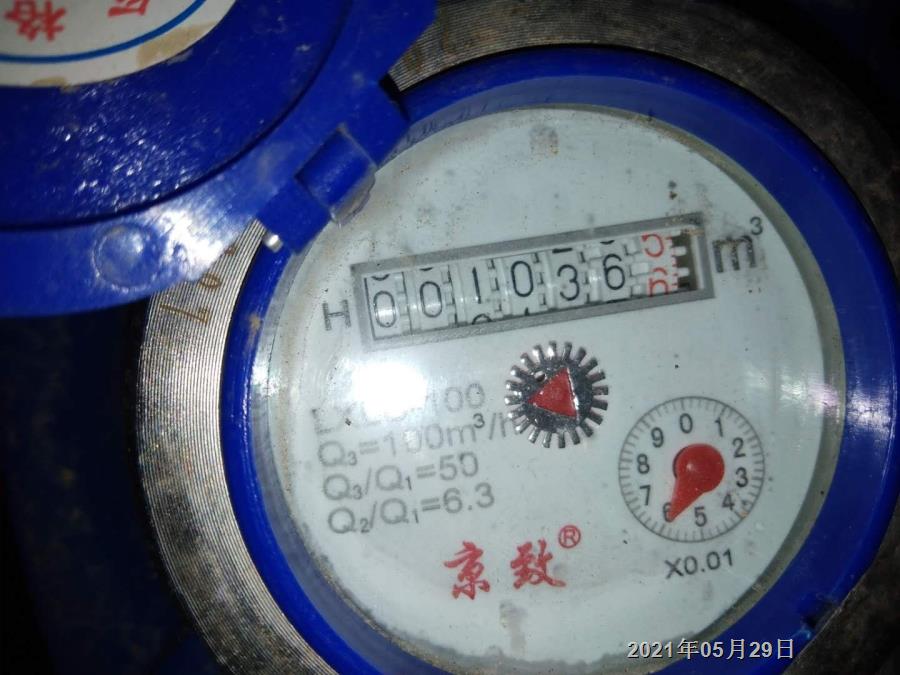 格
001036
m³
H
Q₃=100m³/h
Q₃/Q₁=50
Q₂/Q₁=6.3
0 1 2 3 4 5 6 7 8 9
X0.01
京致®
2021年05月29日